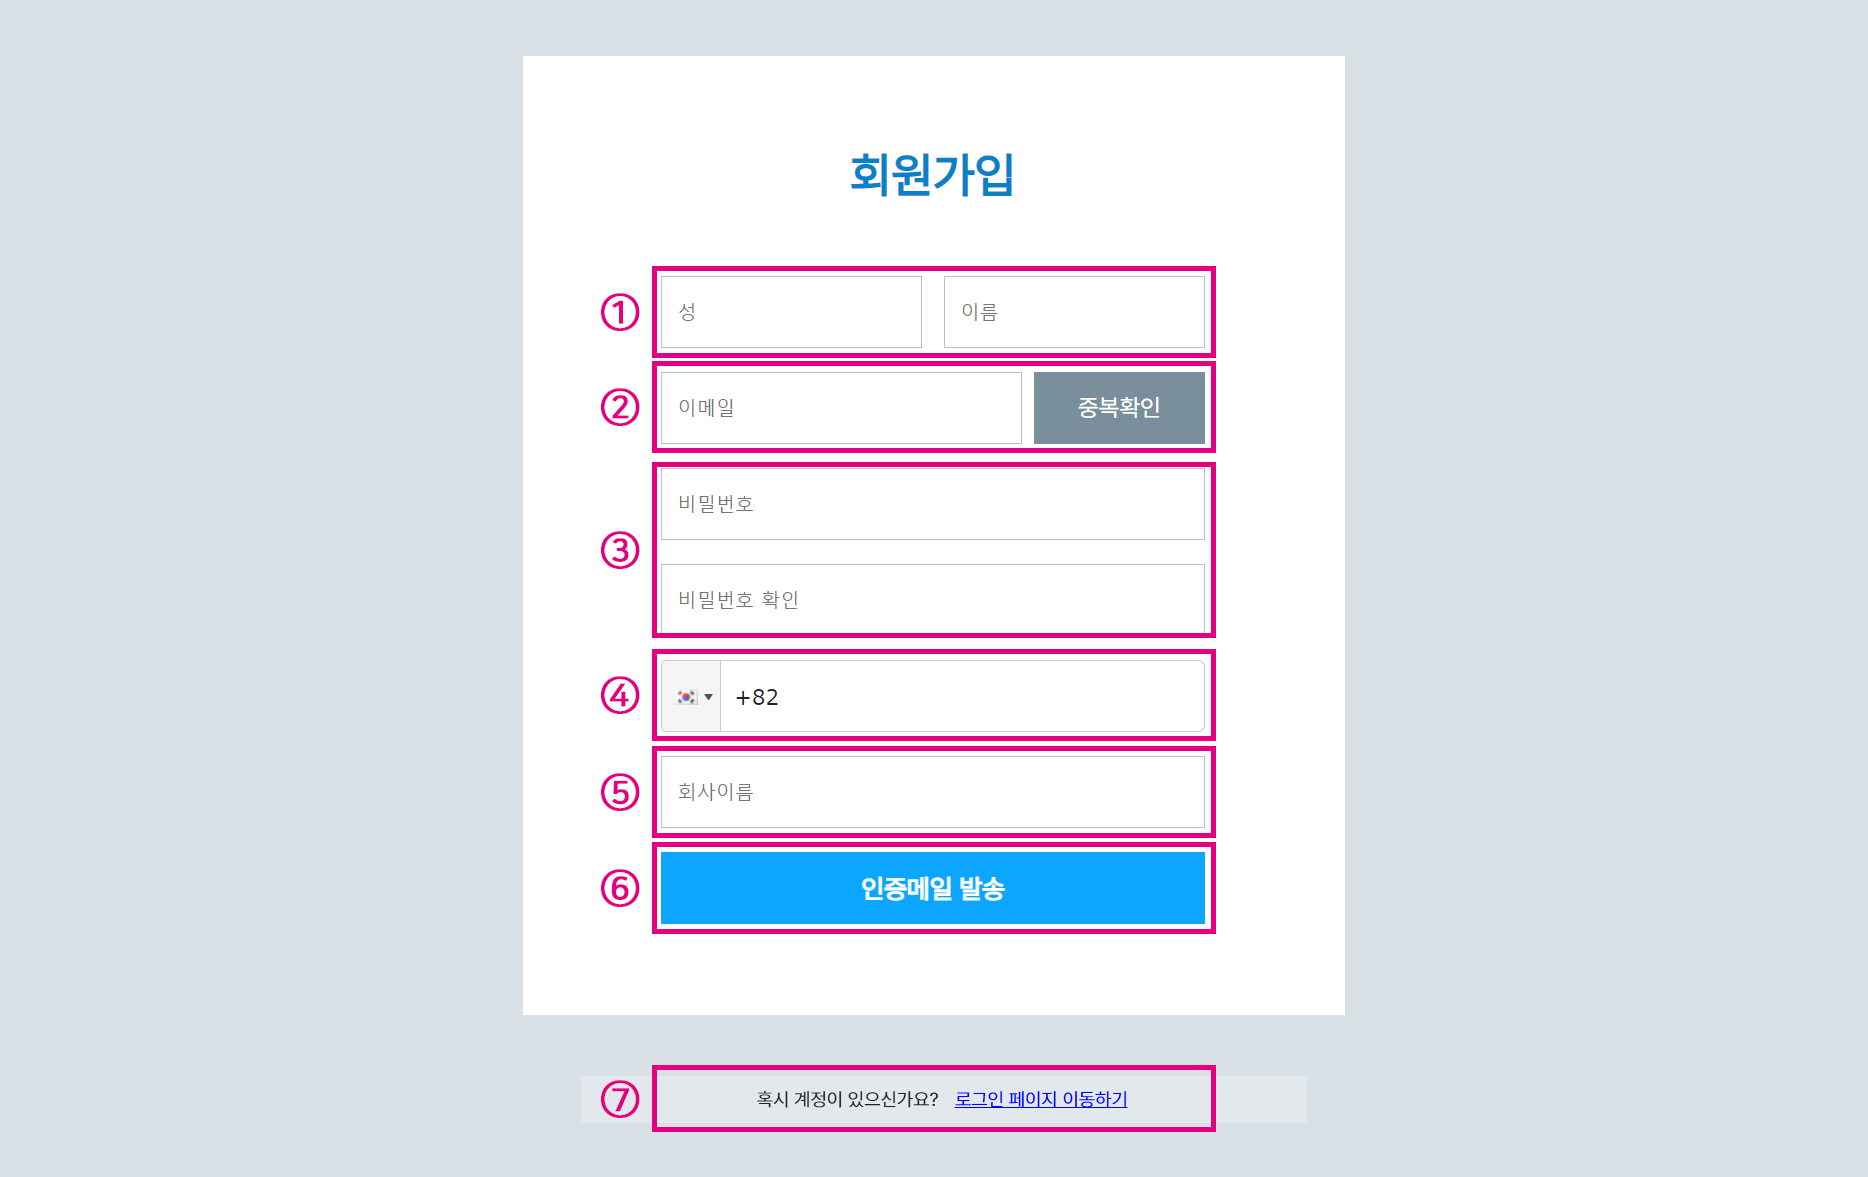 회원가입
① 성 이름
② 이메일 중복확인
③ 비밀번호
비밀번호 확인
④ +82
⑤ 회사이름
⑥ 인증메일 발송
⑦ 혹시 계정이 있으신가요? 로그인 페이지 이동하기